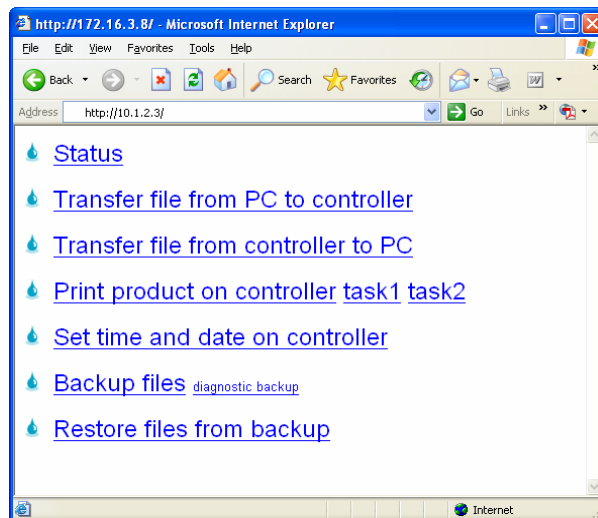 http://172.16.3.8/ - Microsoft Internet Explorer
File Edit View Favorites Tools Help
Back Search Favorites W »
Address http://10.1.2.3/ Go Links »
Status
Transfer file from PC to controller
Transfer file from controller to PC
Print product on controller task1 task2
Set time and date on controller
Backup files diagnostic backup
Restore files from backup
Internet